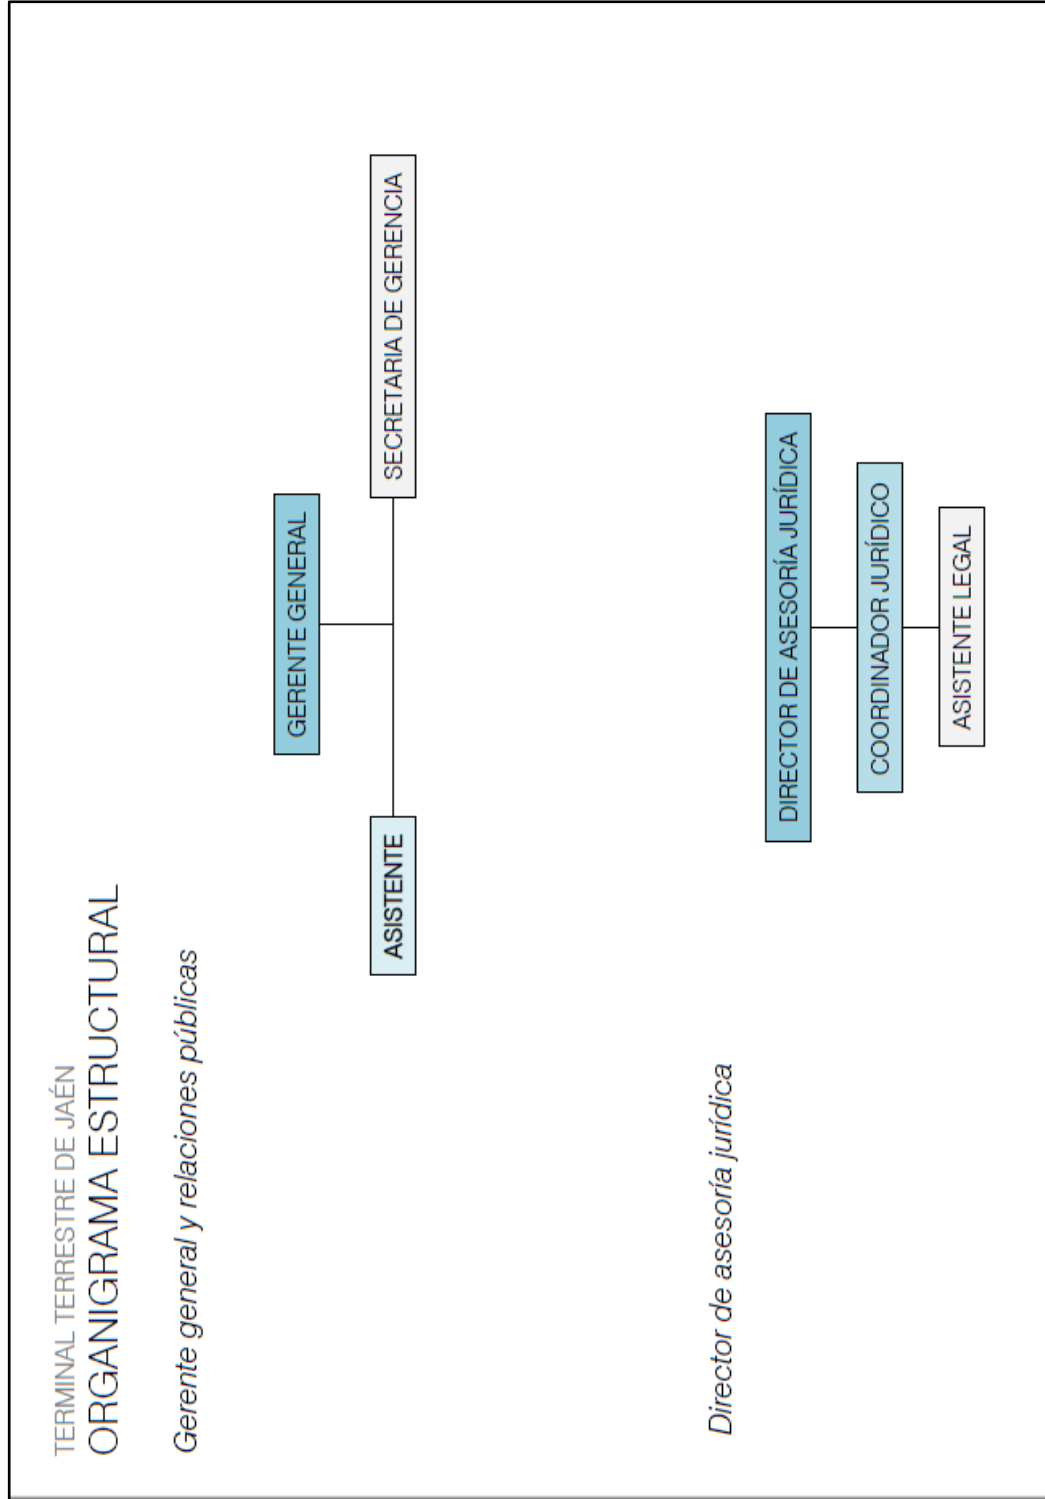 TERMINAL TERRESTRE DE JAÉN
ORGANIGRAMA ESTRUCTURAL
Gerente general y relaciones públicas
GERENTE GENERAL
ASISTENTE
SECRETARIA DE GERENCIA
Director de asesoría jurídica
DIRECTOR DE ASESORÍA JURÍDICA
COORDINADOR JURÍDICO
ASISTENTE LEGAL